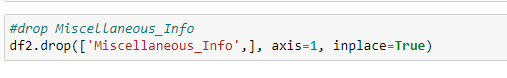 #drop Miscellaneous_Info
df2.drop(['Miscellaneous_Info',], axis=1, inplace=True)